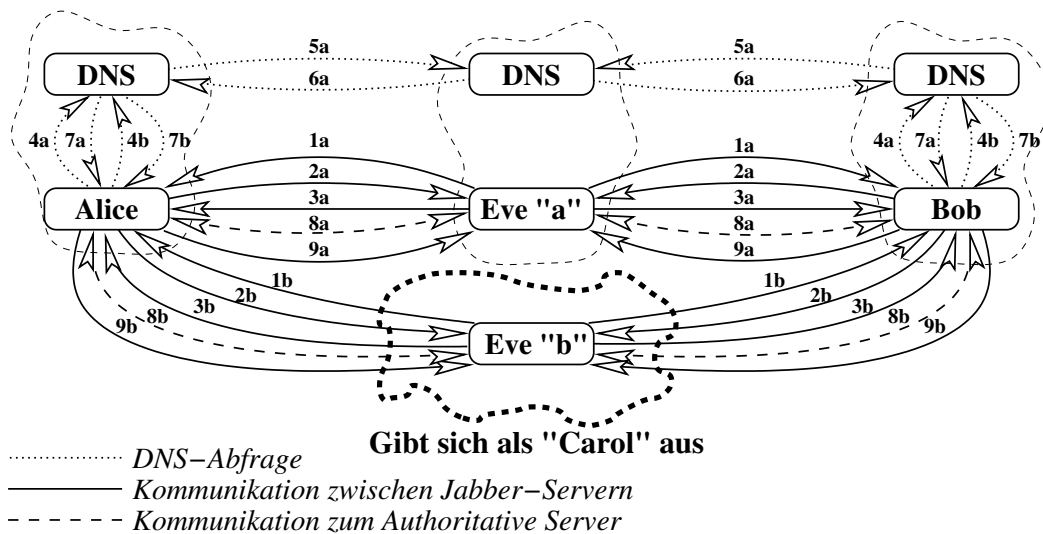 5a
5a
DNS
DNS
DNS
6a
6a
4a
7a
4b
7b
4a
7a
4b
7b
1a
1a
2a
2a
Alice
3a
Eve "a"
3a
Bob
8a
8a
9a
9a
1b
1b
2b
2b
3b
3b
8b
8b
9b
9b
Eve "b"
Gibt sich als "Carol" aus
DNS−Abfrage
Kommunikation zwischen Jabber−Servern
Kommunikation zum Authoritative Server